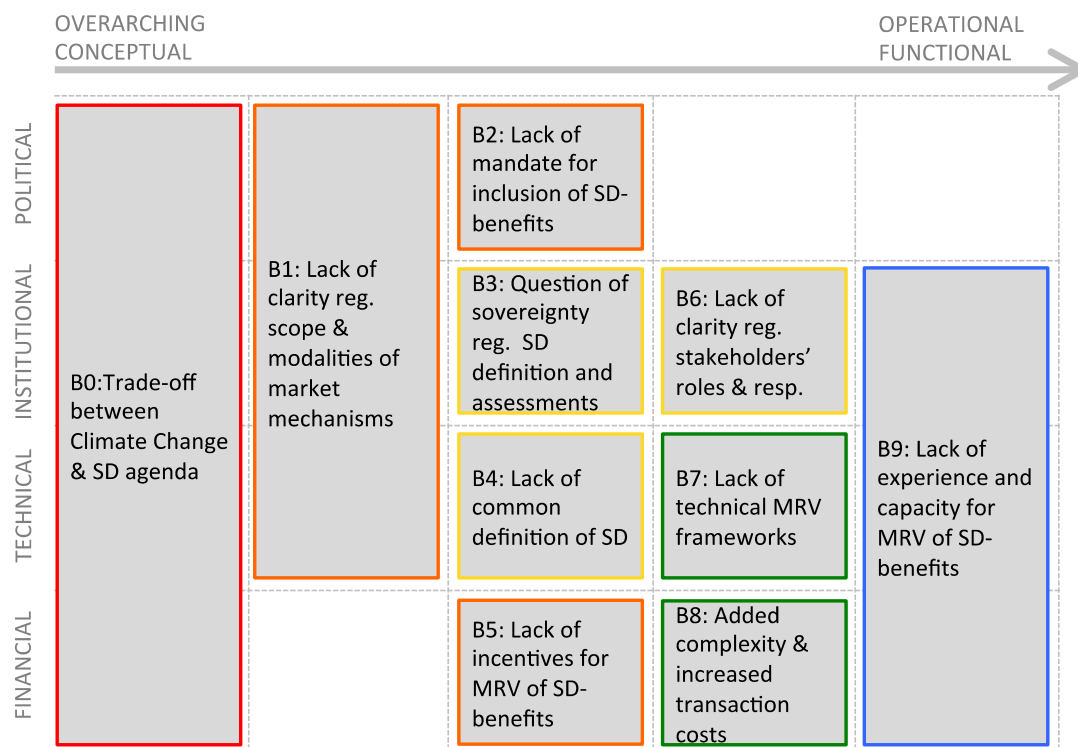 OVERARCHING
CONCEPTUAL
OPERATIONAL
FUNCTIONAL
POLITICAL
INSTITUTIONAL
TECHNICAL
FINANCIAL
B0:Trade-off
between
Climate Change
& SD agenda
B1: Lack of
clarity reg.
scope &
modalities of
market
mechanisms
B2: Lack of
mandate for
inclusion of SD-
benefits
B3: Question of
sovereignty
reg.  SD
definition and
assessments
B4: Lack of
common
definition of SD
B5: Lack of
incentives for
MRV of SD-
benefits
B6: Lack of
clarity reg.
stakeholders’
roles & resp.
B7: Lack of
technical MRV
frameworks
B8: Added
complexity &
increased
transaction
costs
B9: Lack of
experience and
capacity for
MRV of SD-
benefits